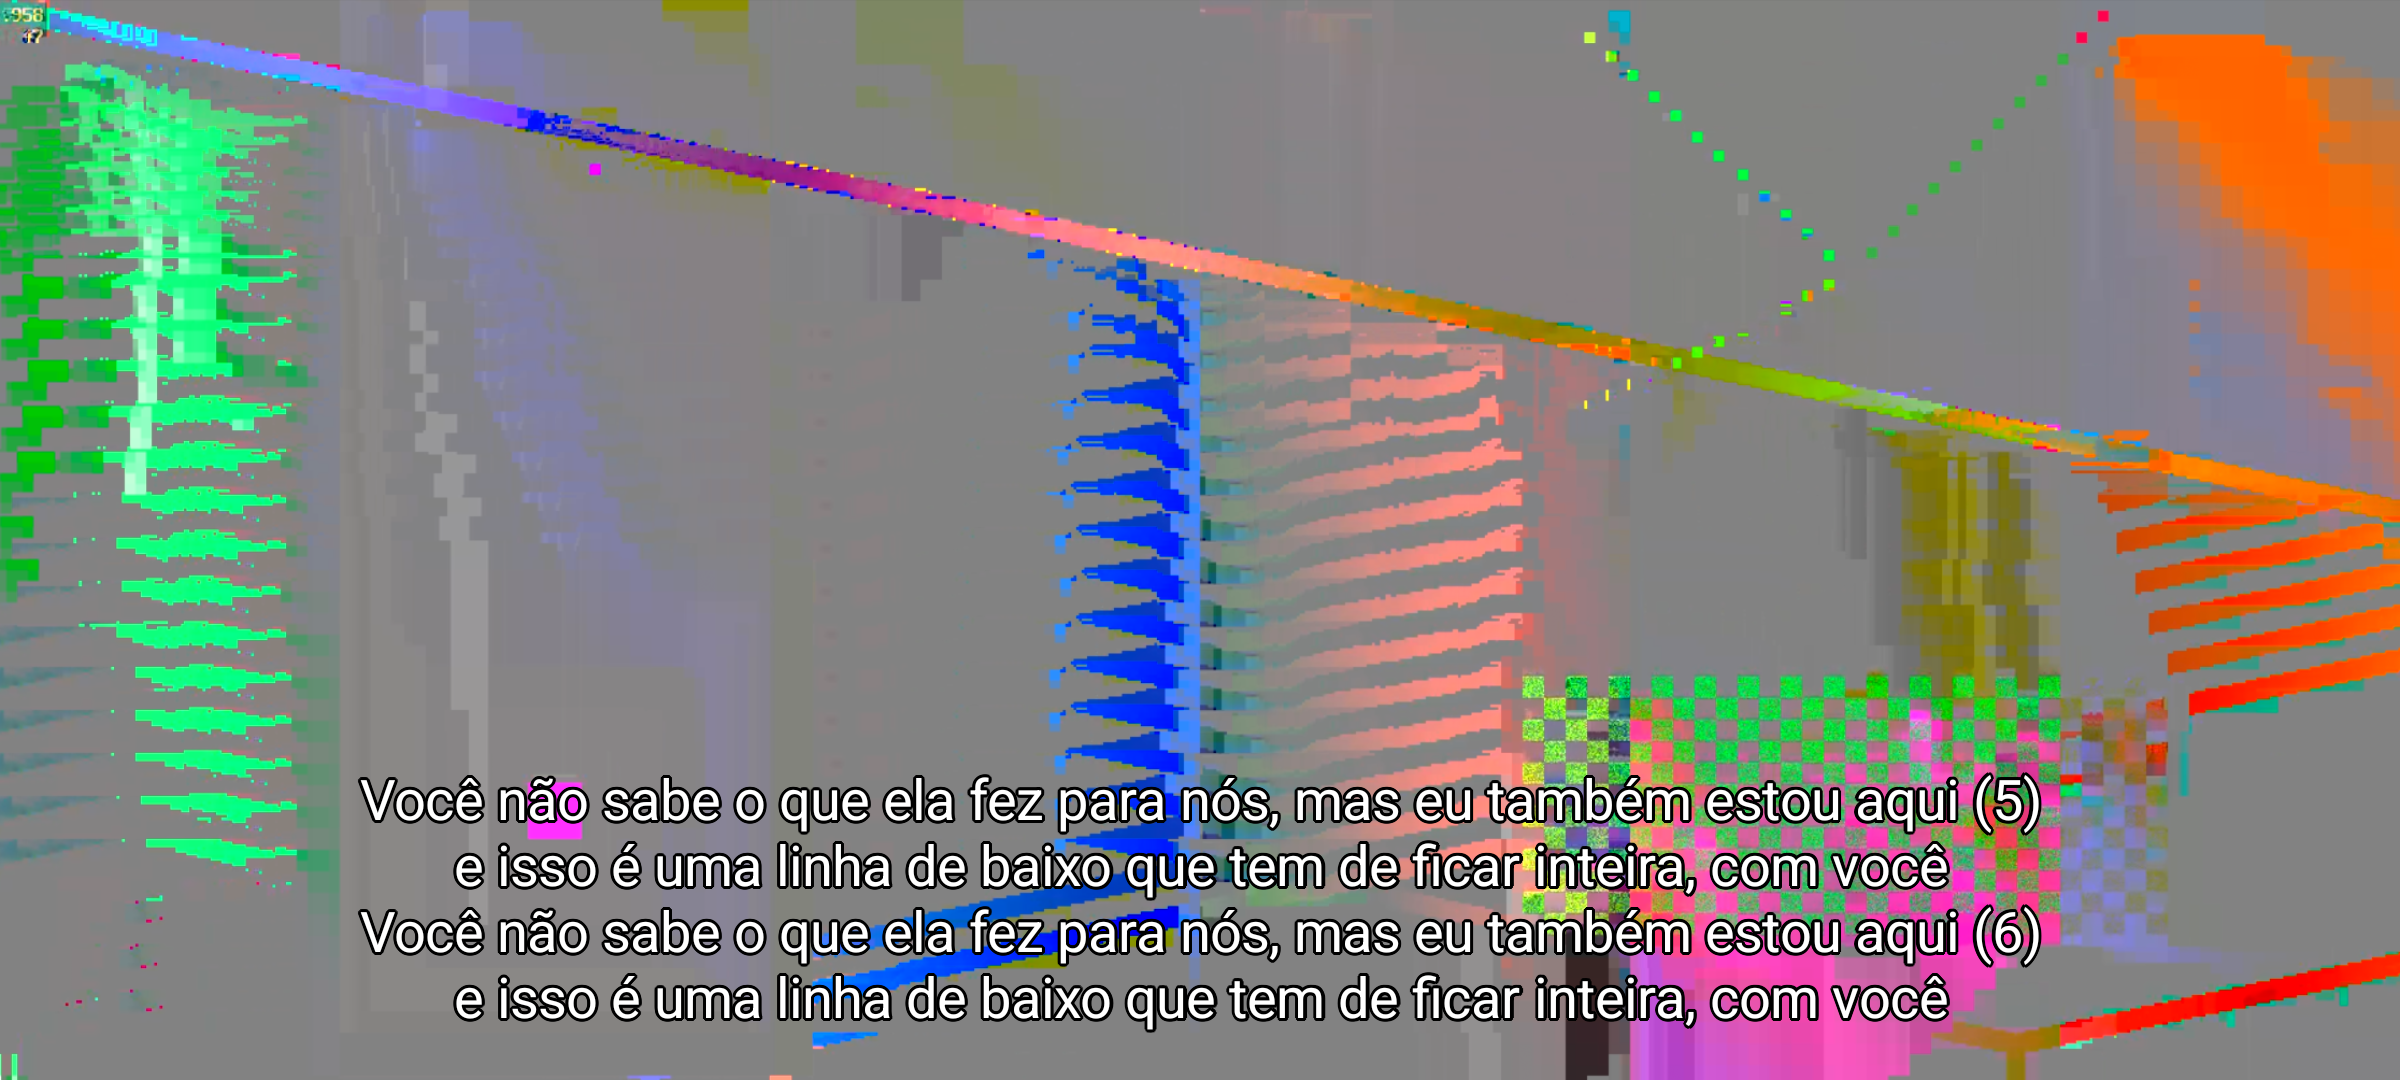 958
47
Você não sabe o que ela fez para nós, mas eu também estou aqui (5)
e isso é uma linha de baixo que tem de ficar inteira, com você
Você não sabe o que ela fez para nós, mas eu também estou aqui (6)
e isso é uma linha de baixo que tem de ficar inteira, com você